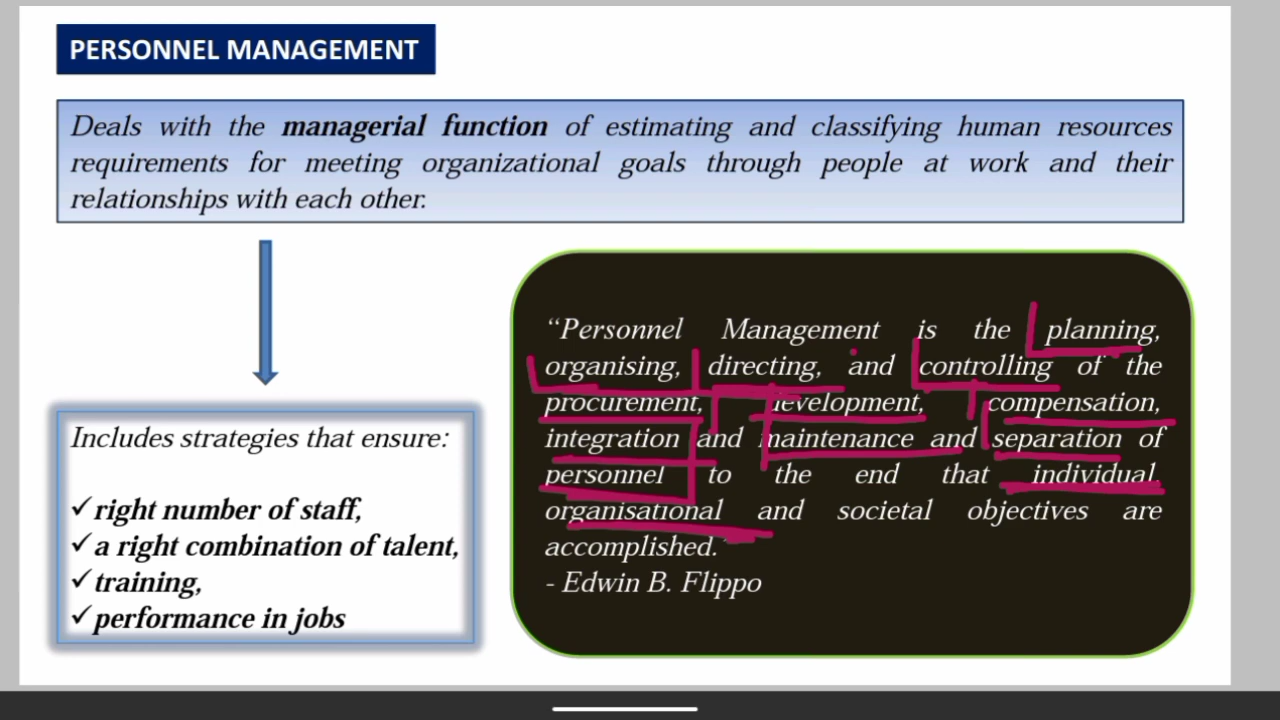 PERSONNEL MANAGEMENT
Deals with the managerial function of estimating and classifying human resources
requirements for meeting organizational goals through people at work and their
relationships with each other.
Includes strategies that ensure:
✓ right number of staff,
✓ a right combination of talent,
✓ training,
✓ performance in jobs
“Personnel Management is the planning,
organising, directing, and controlling of the
procurement, development, compensation,
integration and maintenance and separation of
personnel to the end that individual,
organisational and societal objectives are
accomplished.”
- Edwin B. Flippo